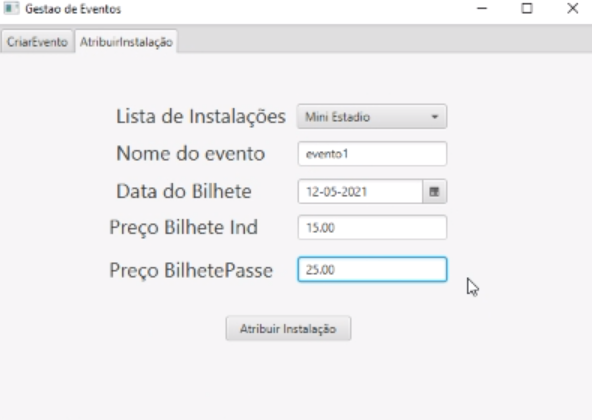 Gestao de Eventos
CriarEvento AtribuirInstalação
Lista de Instalações Mini Estadio
Nome do evento evento1
Data do Bilhete 12-05-2021
Preço Bilhete Ind 15.00
Preço BilhetePasse 25.00
Atribuir Instalação